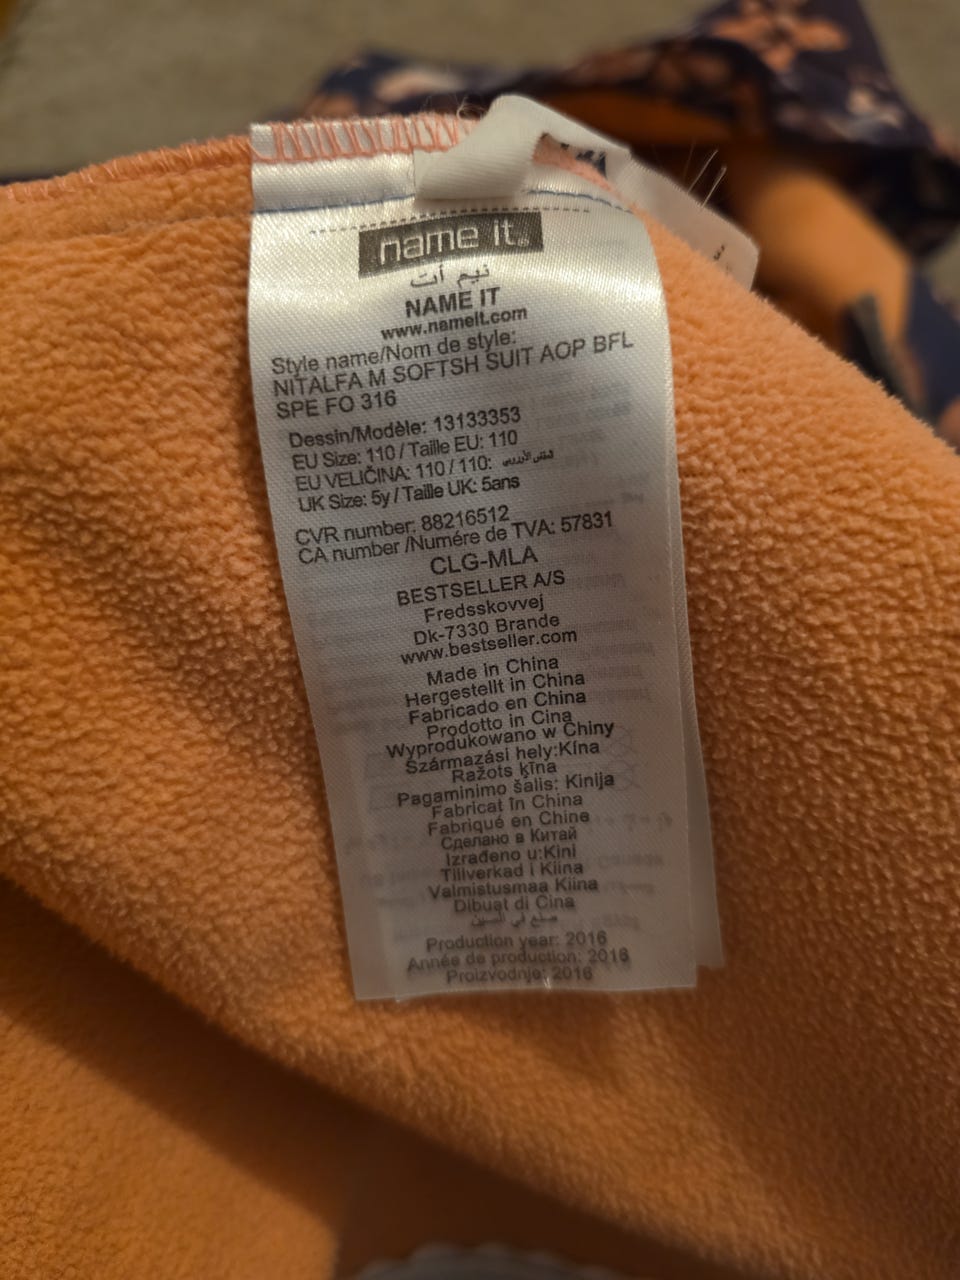 name it.
نيم أت
NAME IT
www.nameIt.com
Style name/Nom de style:
NITALFA M SOFTSH SUIT AOP BFL
SPE FO 316
Dessin/Modèle: 13133353
EU Size: 110 / Taille EU: 110
EU VELIČINA: 110 / 110:
UK Size: 5y / Taille UK: 5ans
CVR number: 88216512
CA number /Numére de TVA: 57831
CLG-MLA
BESTSELLER A/S
Fredsskovvej
Dk-7330 Brande
www.bestseller.com
Made in China
Hergestellt in China
Fabricado en China
Prodotto in Cina
Wyprodukowano w Chiny
Származási hely:Kína
Ražots ķīna
Pagaminimo šalis: Kinija
Fabricat în China
Fabriqué en Chine
Сделано в Китай
Izrađeno u:Kini
Tillverkad i Kiina
Valmistusmaa Kiina
Dibuat di Cina
صنع في الصين
Production year: 2016
Année de production: 2016
Proizvodnje: 2016